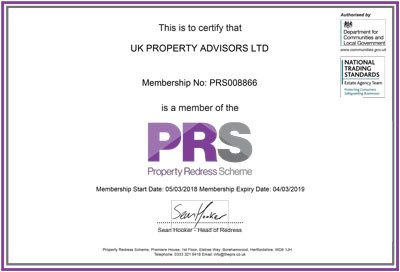 Authorised by
Department for
Communities and
Local Government
www.communities.gov.uk
NATIONAL
TRADING
STANDARDS
Estate Agency Team
Protecting Consumers
Safeguarding Businesses
This is to certify that
UK PROPERTY ADVISORS LTD
Membership No: PRS008866
is a member of the
PRS
Property Redress Scheme
Membership Start Date: 05/03/2018 Membership Expiry Date: 04/03/2019
Sean Hooker
Sean Hooker - Head of Redress
Property Redress Scheme, Premiere House, 1st Floor, Elstree Way, Borehamwood, Hertfordshire, WD6 1JH
Telephone: 0333 321 9418 Email: info@theprs.co.uk